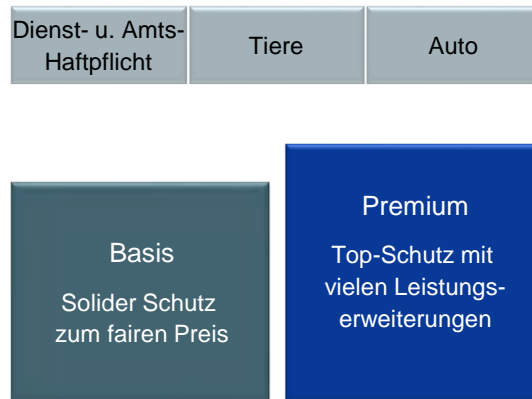 Dienst- u. Amts-
Haftpflicht
Tiere
Auto
Basis
Solider Schutz
zum fairen Preis
Premium
Top-Schutz mit
vielen Leistungs-
erweiterungen